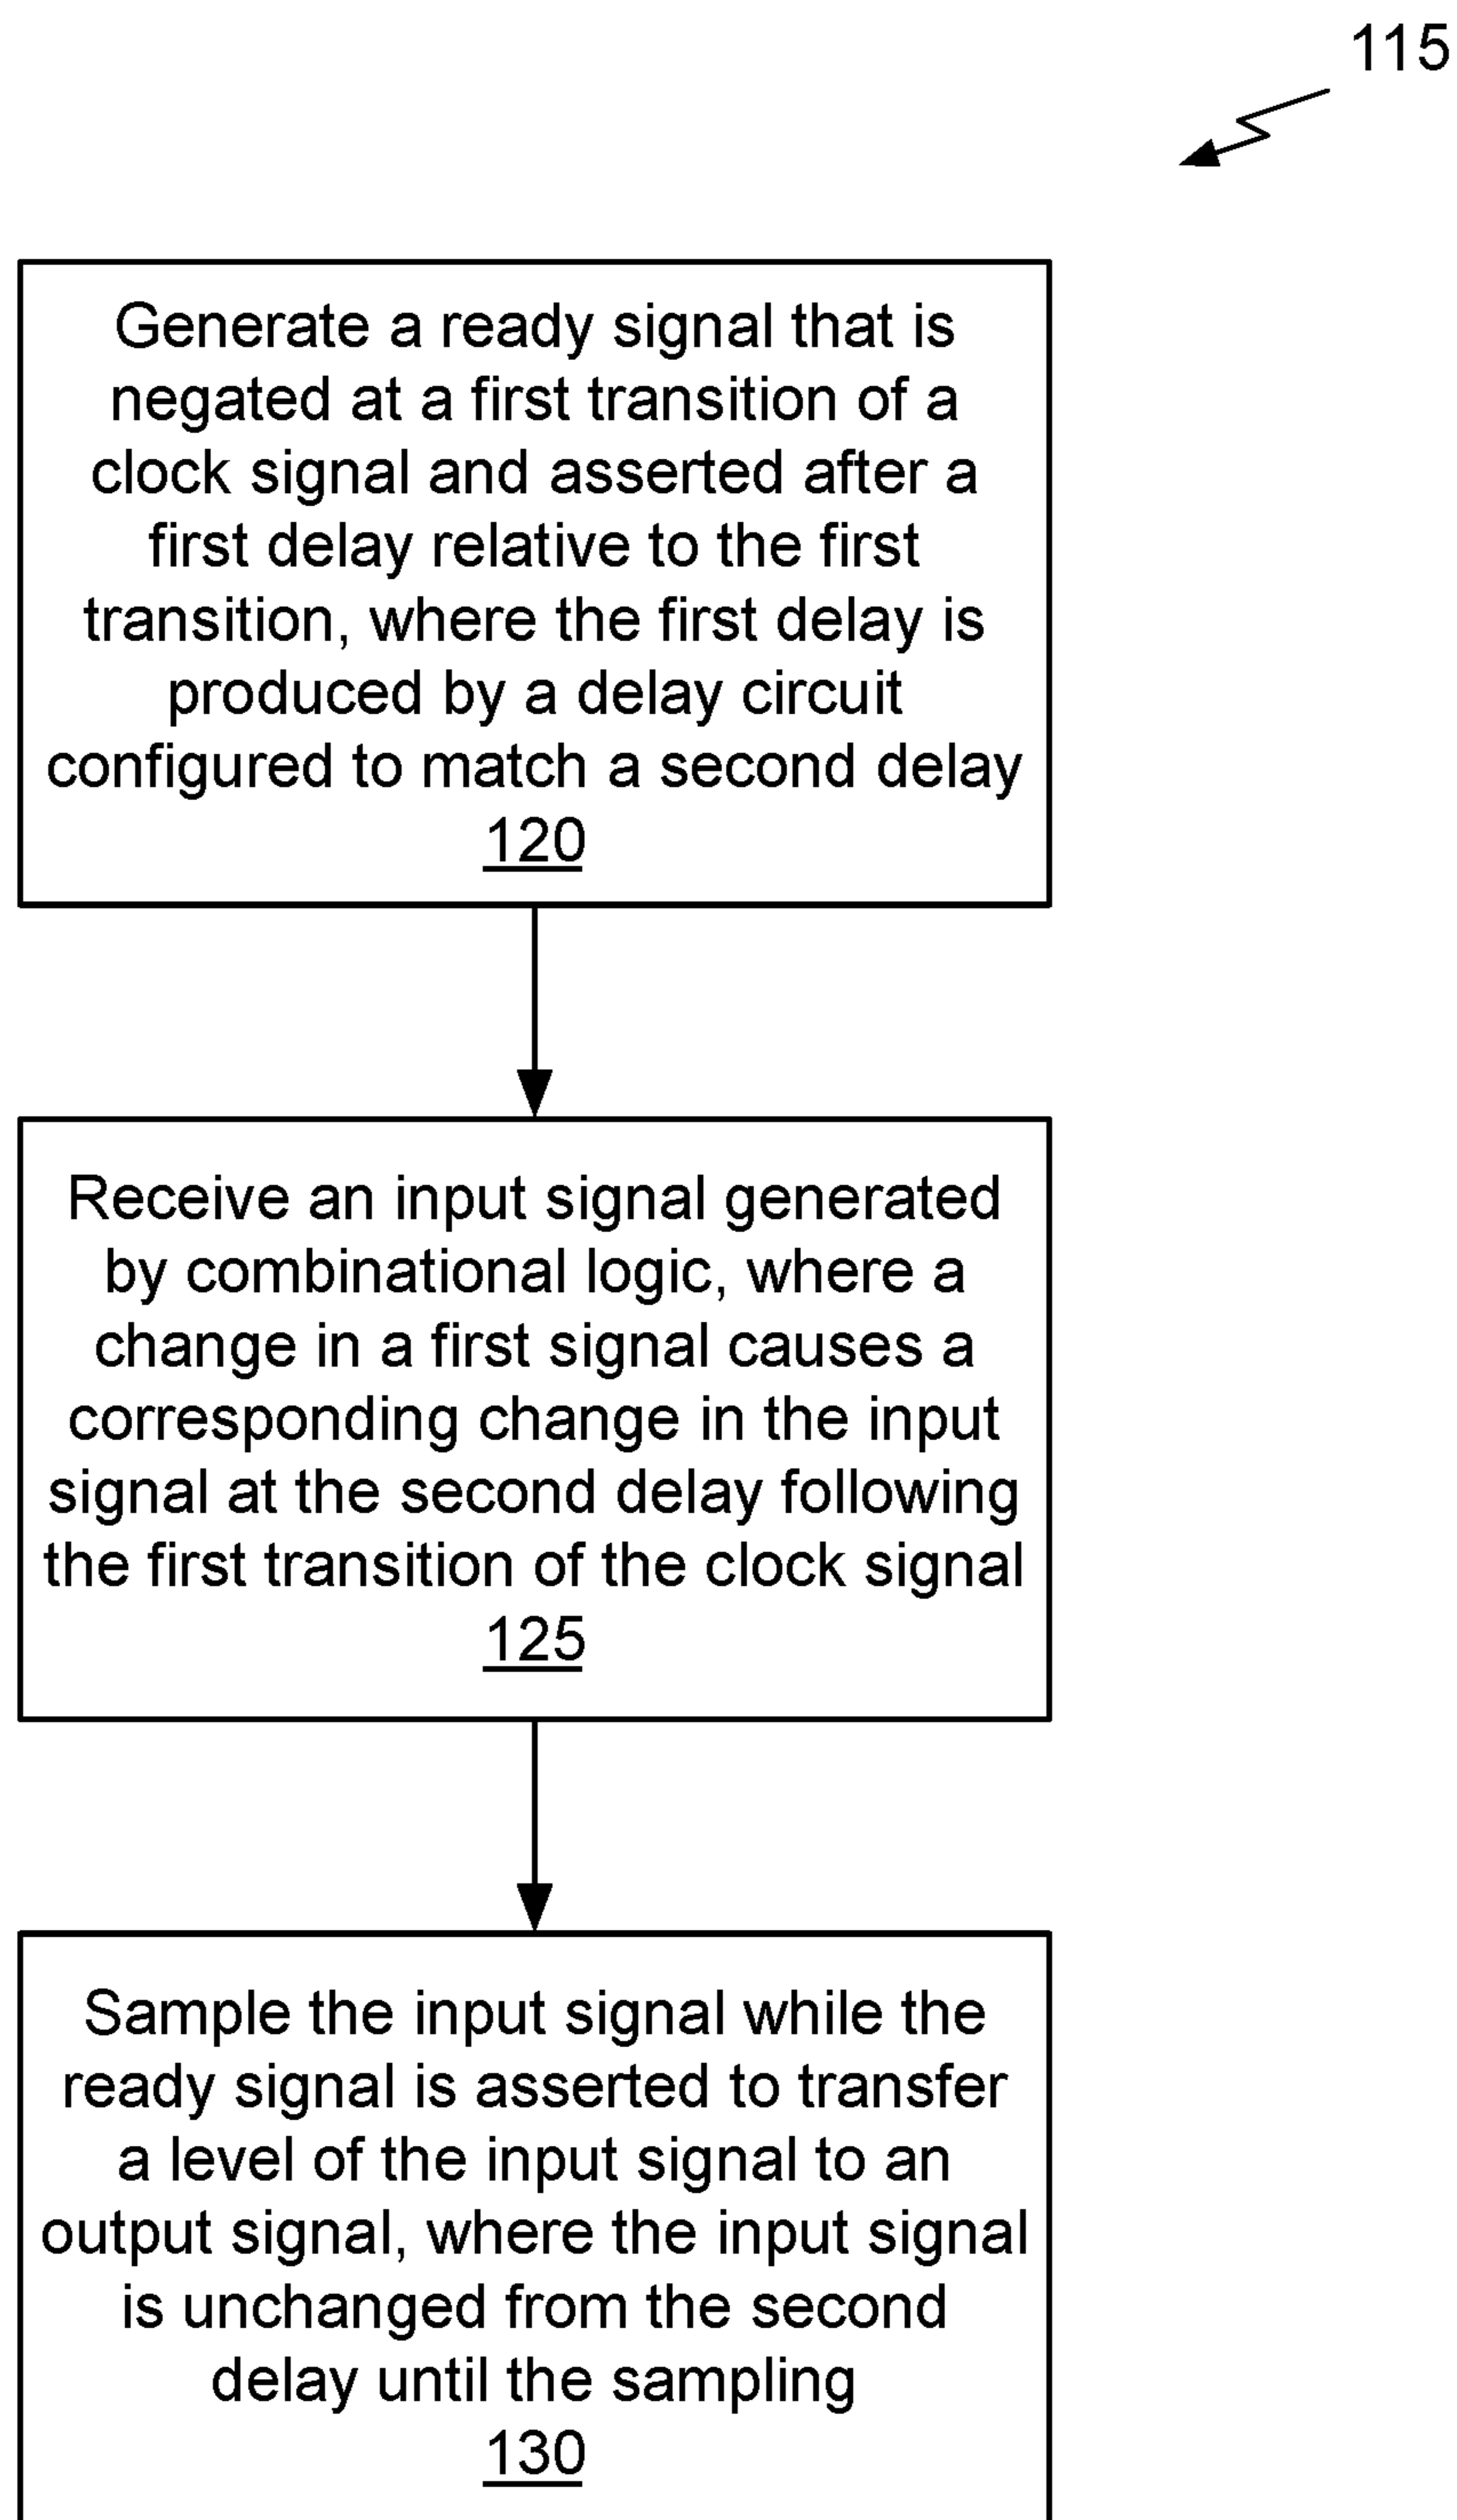 115
Generate a ready signal that is
negated at a first transition of a
clock signal and asserted after a
first delay relative to the first
transition, where the first delay is
produced by a delay circuit
configured to match a second delay
120
Receive an input signal generated
by combinational logic, where a
change in a first signal causes a
corresponding change in the input
signal at the second delay following
the first transition of the clock signal
125
Sample the input signal while the
ready signal is asserted to transfer
a level of the input signal to an
output signal, where the input signal
is unchanged from the second
delay until the sampling
130